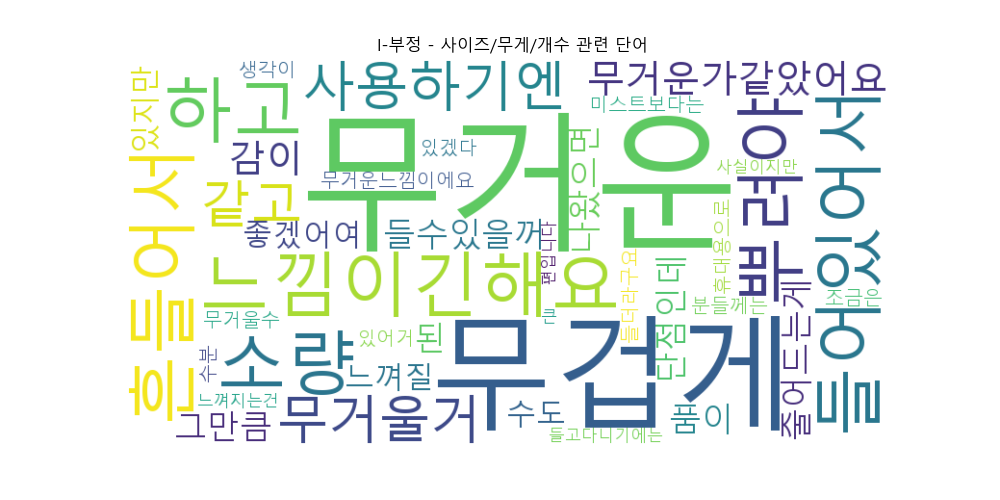 I-부정 - 사이즈/무게/개수 관련 단어
생각이
사용하기엔
무거운가같았어요
있지만
하고
미스트보다는
무거운
감이
있겠다
나왔으면
뿌려야
들어있어서
흔들어서
같고
무거운느낌이에요
사실이지만
좋겠어여
들수있을꺼
편입니다
휴대용으로
느낌이긴해요
들더라구요
단점인데
분들께는
줄어드는게
조금은
무거울수
소량
있어거
된
큰
무겁게
수분
느껴질
느껴지는건
그만큼
무거울거
수도
품이
들고다니기에는